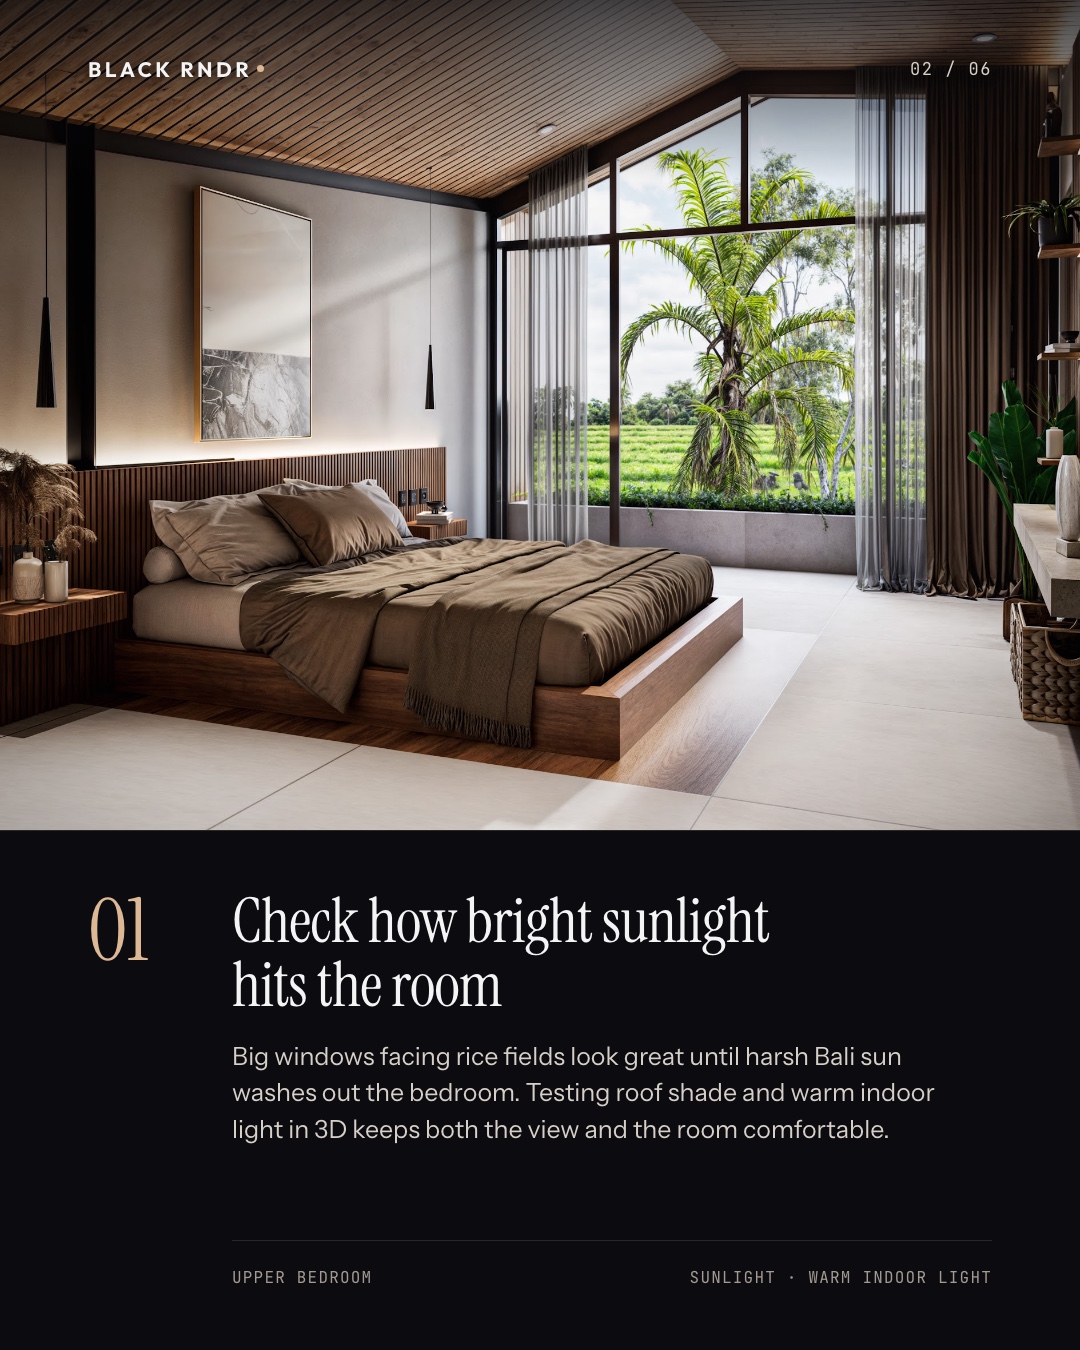 BLACK RNDR
02 / 06
01
Check how bright sunlight
hits the room
Big windows facing rice fields look great until harsh Bali sun
washes out the bedroom. Testing roof shade and warm indoor
light in 3D keeps both the view and the room comfortable.
UPPER BEDROOM
SUNLIGHT · WARM INDOOR LIGHT